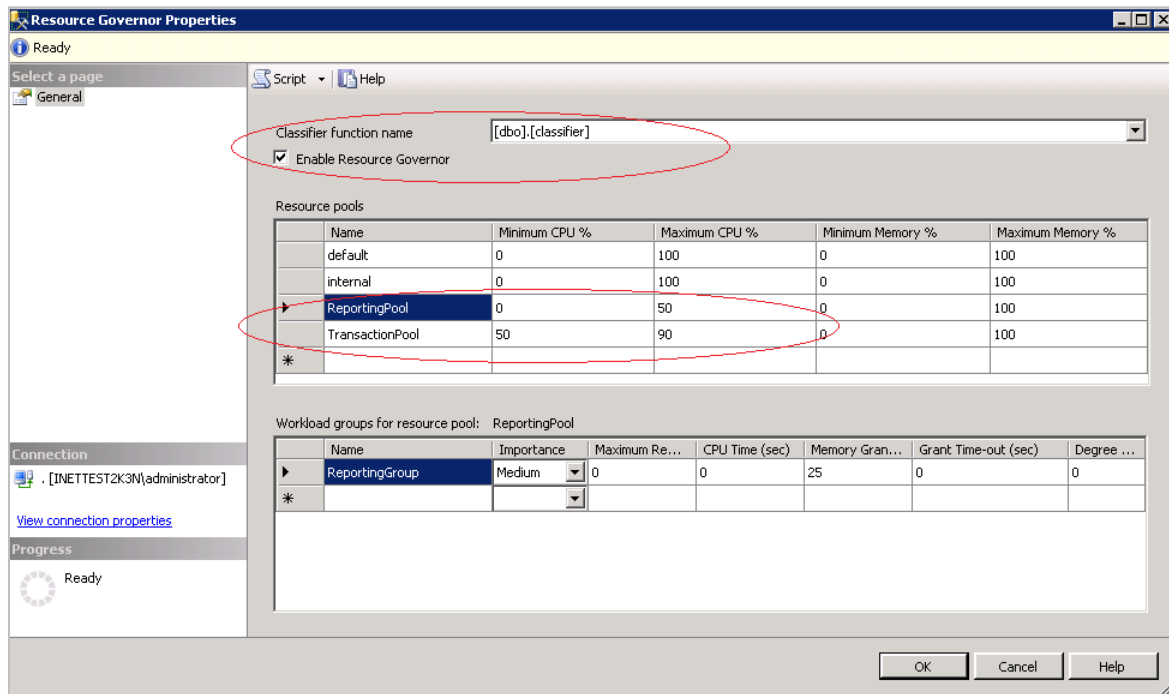 Resource Governor Properties
Ready
Select a page
General
Script Help
Classifier function name [dbo].[classifier]
Enable Resource Governor
Resource pools
Name Minimum CPU % Maximum CPU % Minimum Memory % Maximum Memory %
default 0 100 0 100
internal 0 100 0 100
ReportingPool 0 50 0 100
TransactionPool 50 90 0 100
*
Workload groups for resource pool: ReportingPool
Name Importance Maximum Re... CPU Time (sec) Memory Gran... Grant Time-out (sec) Degree ...
ReportingGroup Medium 0 0 25 0 0
*
Connection
. [INETTEST2K3N\administrator]
View connection properties
Progress
Ready
OK Cancel Help